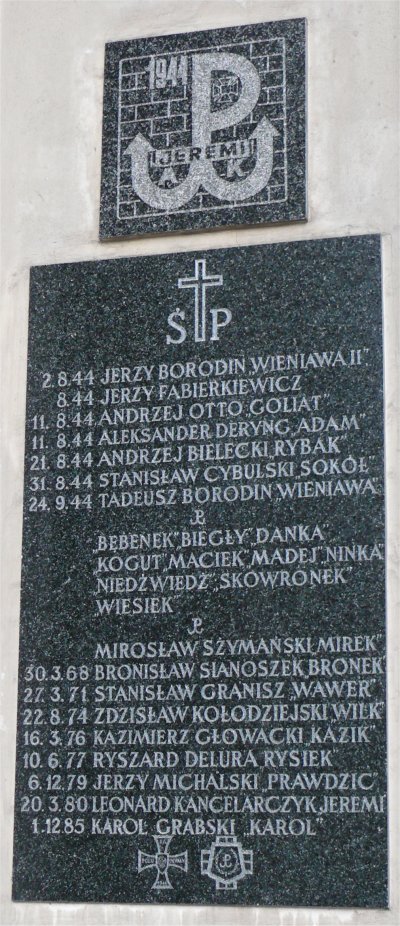 1944
P
JEREMI
A K
Ś P
2.8.44 JERZY BORODIN „WIENIAWA II”
8.44 JERZY FABIERKIEWICZ
11. 8.44 ANDRZEJ OTTO „GOLIAT”
11. 8.44 ALEKSANDER DERYNG „ADAM”
21. 8.44 ANDRZEJ BIELECKI „RYBAK”
31. 8.44 STANISŁAW CYBULSKI „SOKÓŁ”
24. 9.44 TADEUSZ BORODIN „WIENIAWA”
„BĘBENEK” BIEGŁY” DANKA”
KOGUT” „MACIEK” „MADEJ” „NINKA”
NIEDŹWIEDŹ” „SKOWRONEK”
WIESIEK”
MIROSŁAW SZYMAŃSKI „MIREK”
30.3.68 BRONISŁAW SIANOSZEK „BRONEK”
27.3.71 STANISŁAW GRANISZ „WAWER”
22.8.74 ZDZISŁAW KOŁODZIEJSKI „WILK”
16.3.76 KAZIMIERZ GŁOWACKI „KAZIK”
10.6.77 RYSZARD DELURA „RYSIEK”
6.12.79 JERZY MICHALSKI „PRAWDZIC”
20.3.80 LEONARD KANCELARCZYK „JEREMI”
1.12.85 KAROL GRABSKI „KAROL”